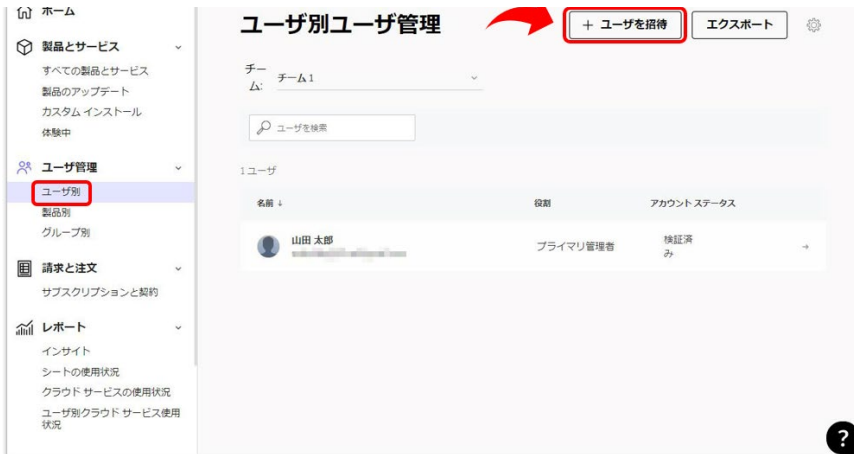 ホーム
製品とサービス
すべての製品とサービス
製品のアップデート
カスタム インストール
体験中
ユーザ管理
ユーザ別
製品別
グループ別
請求と注文
サブスクリプションと契約
レポート
インサイト
シートの使用状況
クラウド サービスの使用状況
ユーザ別クラウド サービス使用
状況
ユーザ別ユーザ管理
+ ユーザを招待
エクスポート
チー
ム:
チーム 1
ユーザを検索
1 ユーザ
名前 ↓
役割
アカウント ステータス
山田 太郎
プライマリ管理者
検証済
み
→
?